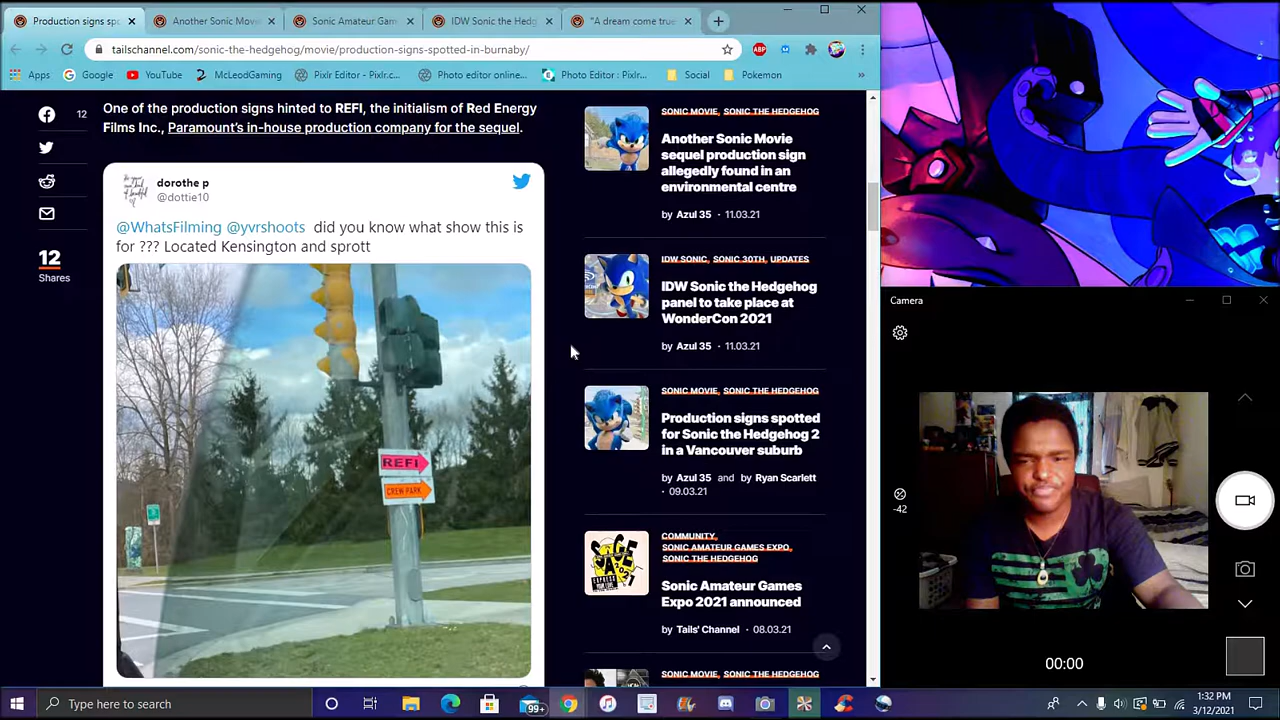 Production signs sp
Another Sonic Movi
Sonic Amateur Gam
IDW Sonic the Hedg
"A dream come true
tailschannel.com/sonic-the-hedgehog/movie/production-signs-spotted-in-burnaby/
ABP
Apps
Google
YouTube
McLeodGaming
Pixlr Editor - Pixlr.c...
Photo editor online...
Photo Editor : Pixlr...
Social
Pokemon
»
12
12
Shares
One of the production signs hinted to REFI, the initialism of Red Energy
Films Inc., Paramount's in-house production company for the sequel.
dorothe p
@dottie10
@WhatsFilming @yvrshoots did you know what show this is
for ??? Located Kensington and sprott
REFI
CREW PARK
SONIC MOVIE, SONIC THE HEDGEHOG
Another Sonic Movie
sequel production sign
allegedly found in an
environmental centre
by Azul 35 · 11.03.21
IDW SONIC, SONIC 30TH, UPDATES
IDW Sonic the Hedgehog
panel to take place at
WonderCon 2021
by Azul 35 · 11.03.21
SONIC MOVIE, SONIC THE HEDGEHOG
Production signs spotted
for Sonic the Hedgehog 2
in a Vancouver suburb
by Azul 35 and by Ryan Scarlett
· 09.03.21
COMMUNITY,
SONIC AMATEUR GAMES EXPO,
SONIC THE HEDGEHOG
Sonic Amateur Games
Expo 2021 announced
by Tails' Channel · 08.03.21
SONIC MOVIE, SONIC THE HEDGEHOG
Camera
-42
00:00
Type here to search
99+
1:32 PM
3/12/2021